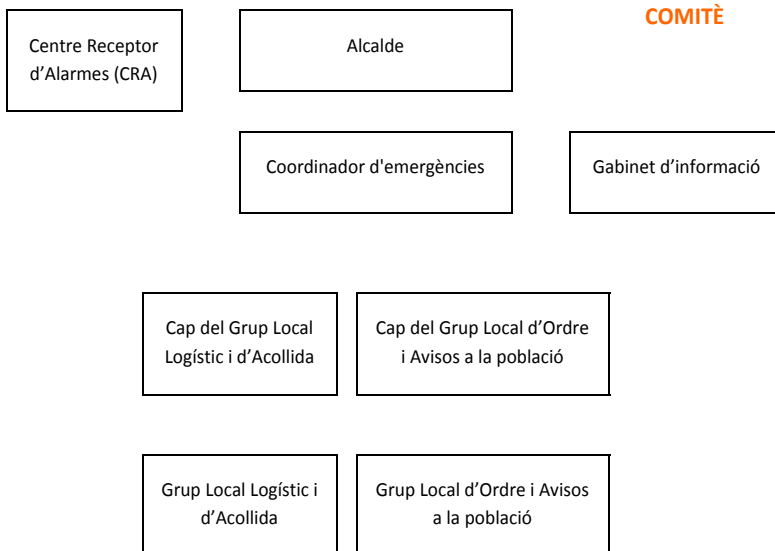 COMITÈ
Centre Receptor
d’Alarmes (CRA)
Alcalde
Coordinador d'emergències
Gabinet d’informació
Cap del Grup Local
Logístic i d’Acollida
Cap del Grup Local d’Ordre
i Avisos a la població
Grup Local Logístic i
d’Acollida
Grup Local d’Ordre i Avisos
a la població